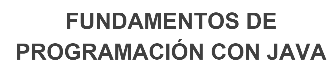 FUNDAMENTOS DE
PROGRAMACIÓN CON JAVA